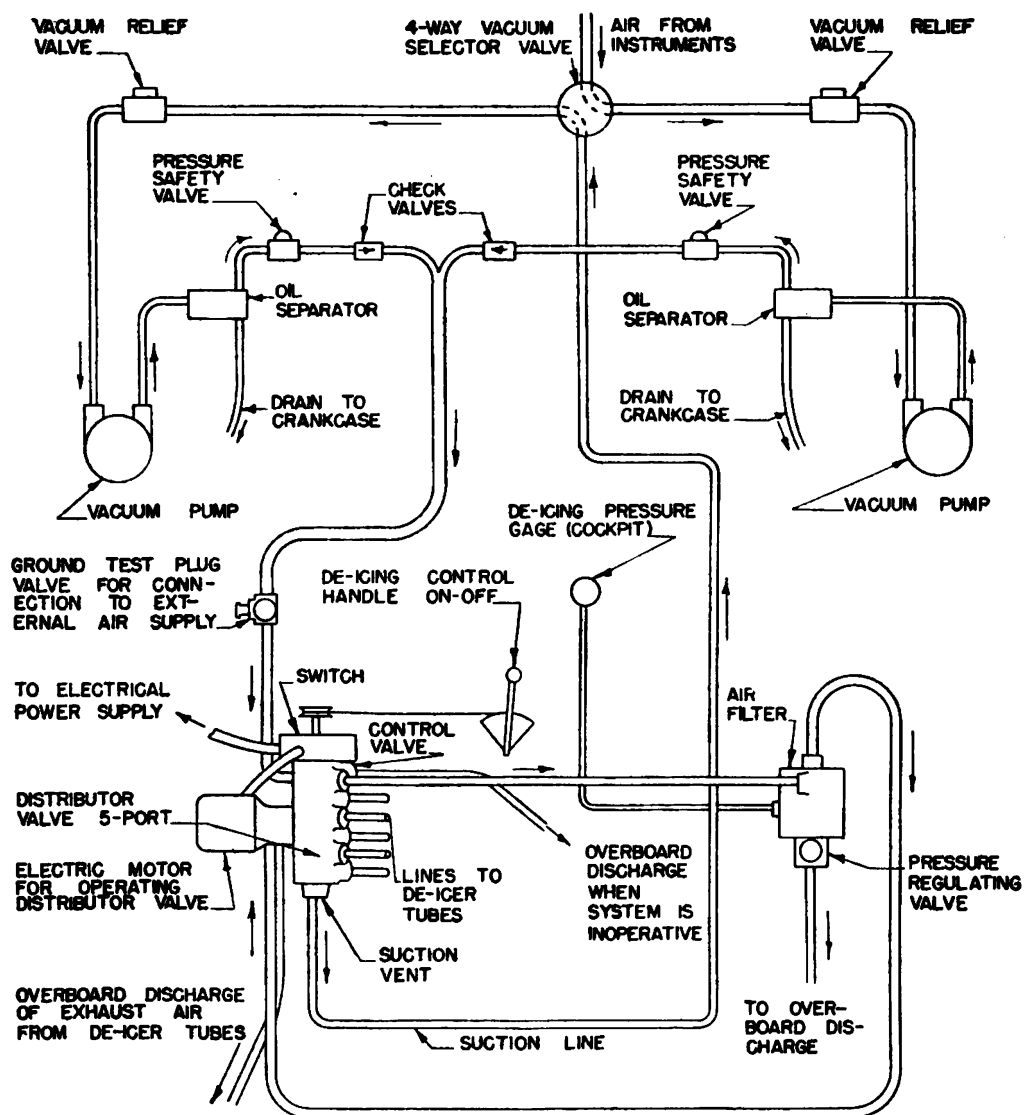 VACUUM RELIEF
VALVE
4-WAY VACUUM
SELECTOR VALVE
AIR FROM
INSTRUMENTS
VACUUM RELIEF
VALVE
PRESSURE
SAFETY
VALVE
CHECK
VALVES
PRESSURE
SAFETY
VALVE
OIL
SEPARATOR
OIL
SEPARATOR
DRAIN TO
CRANKCASE
DRAIN TO
CRANKCASE
VACUUM PUMP
VACUUM PUMP
DE-ICING PRESSURE
GAGE (COCKPIT)
GROUND TEST PLUG
VALVE FOR CONN-
ECTION TO EXT-
ERNAL AIR SUPPLY
DE-ICING CONTROL
HANDLE ON-OFF
TO ELECTRICAL
POWER SUPPLY
SWITCH
CONTROL
VALVE
AIR
FILTER
DISTRIBUTOR
VALVE 5-PORT
ELECTRIC MOTOR
FOR OPERATING
DISTRIBUTOR VALVE
LINES TO
DE-ICER
TUBES
OVERBOARD
DISCHARGE
WHEN
SYSTEM IS
INOPERATIVE
PRESSURE
REGULATING
VALVE
SUCTION
VENT
OVERBOARD DISCHARGE
OF EXHAUST AIR
FROM DE-ICER TUBES
SUCTION LINE
TO OVER-
BOARD DIS-
CHARGE